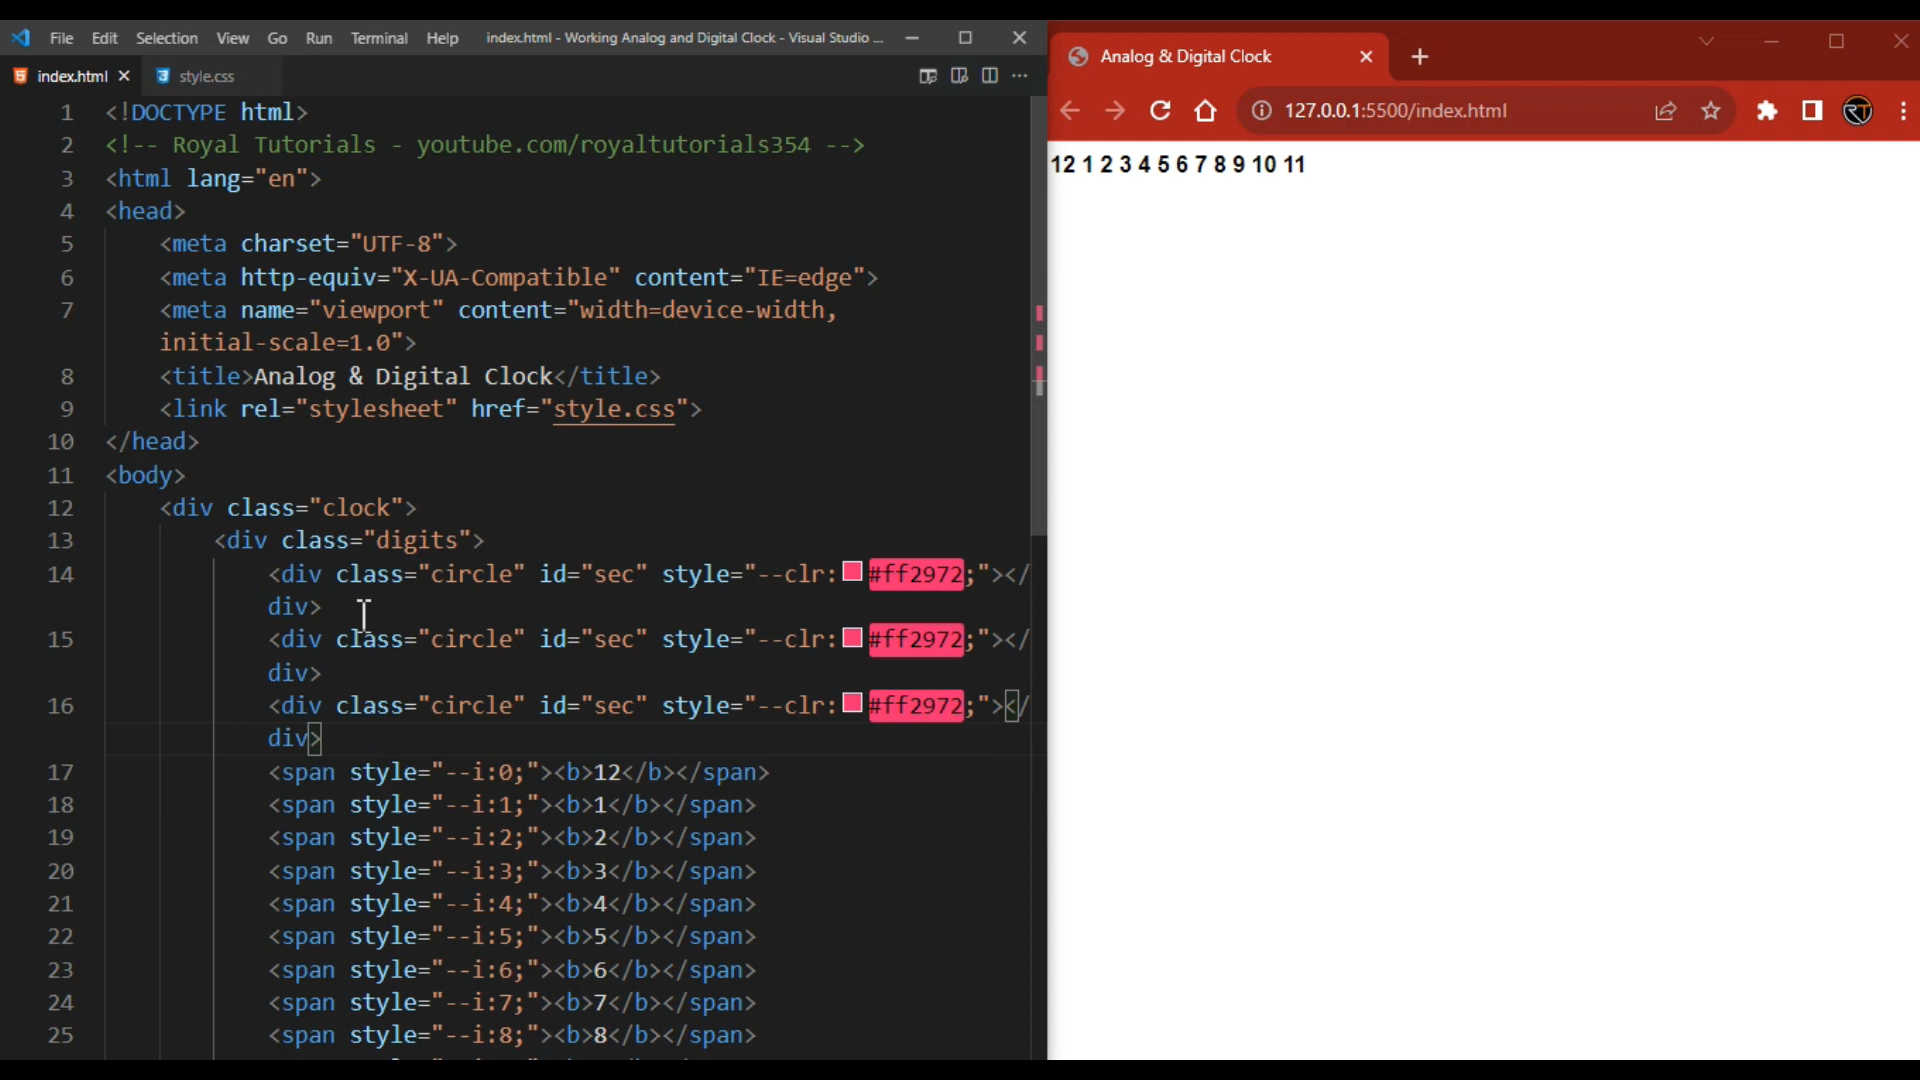 File Edit Selection View Go Run Terminal Help index.html - Working Analog and Digital Clock - Visual Studio ...
index.html style.css
1 <!DOCTYPE html>
2 <!-- Royal Tutorials - youtube.com/royaltutorials354 -->
3 <html lang="en">
4 <head>
5 <meta charset="UTF-8">
6 <meta http-equiv="X-UA-Compatible" content="IE=edge">
7 <meta name="viewport" content="width=device-width,
initial-scale=1.0">
8 <title>Analog & Digital Clock</title>
9 <link rel="stylesheet" href="style.css">
10 </head>
11 <body>
12 <div class="clock">
13 <div class="digits">
14 <div class="circle" id="sec" style="--clr:#ff2972;"></
div>
15 <div class="circle" id="sec" style="--clr:#ff2972;"></
div>
16 <div class="circle" id="sec" style="--clr:#ff2972;"></
div>
17 <span style="--i:0;"><b>12</b></span>
18 <span style="--i:1;"><b>1</b></span>
19 <span style="--i:2;"><b>2</b></span>
20 <span style="--i:3;"><b>3</b></span>
21 <span style="--i:4;"><b>4</b></span>
22 <span style="--i:5;"><b>5</b></span>
23 <span style="--i:6;"><b>6</b></span>
24 <span style="--i:7;"><b>7</b></span>
25 <span style="--i:8;"><b>8</b></span>
Analog & Digital Clock
127.0.0.1:5500/index.html
RT
12 1 2 3 4 5 6 7 8 9 10 11